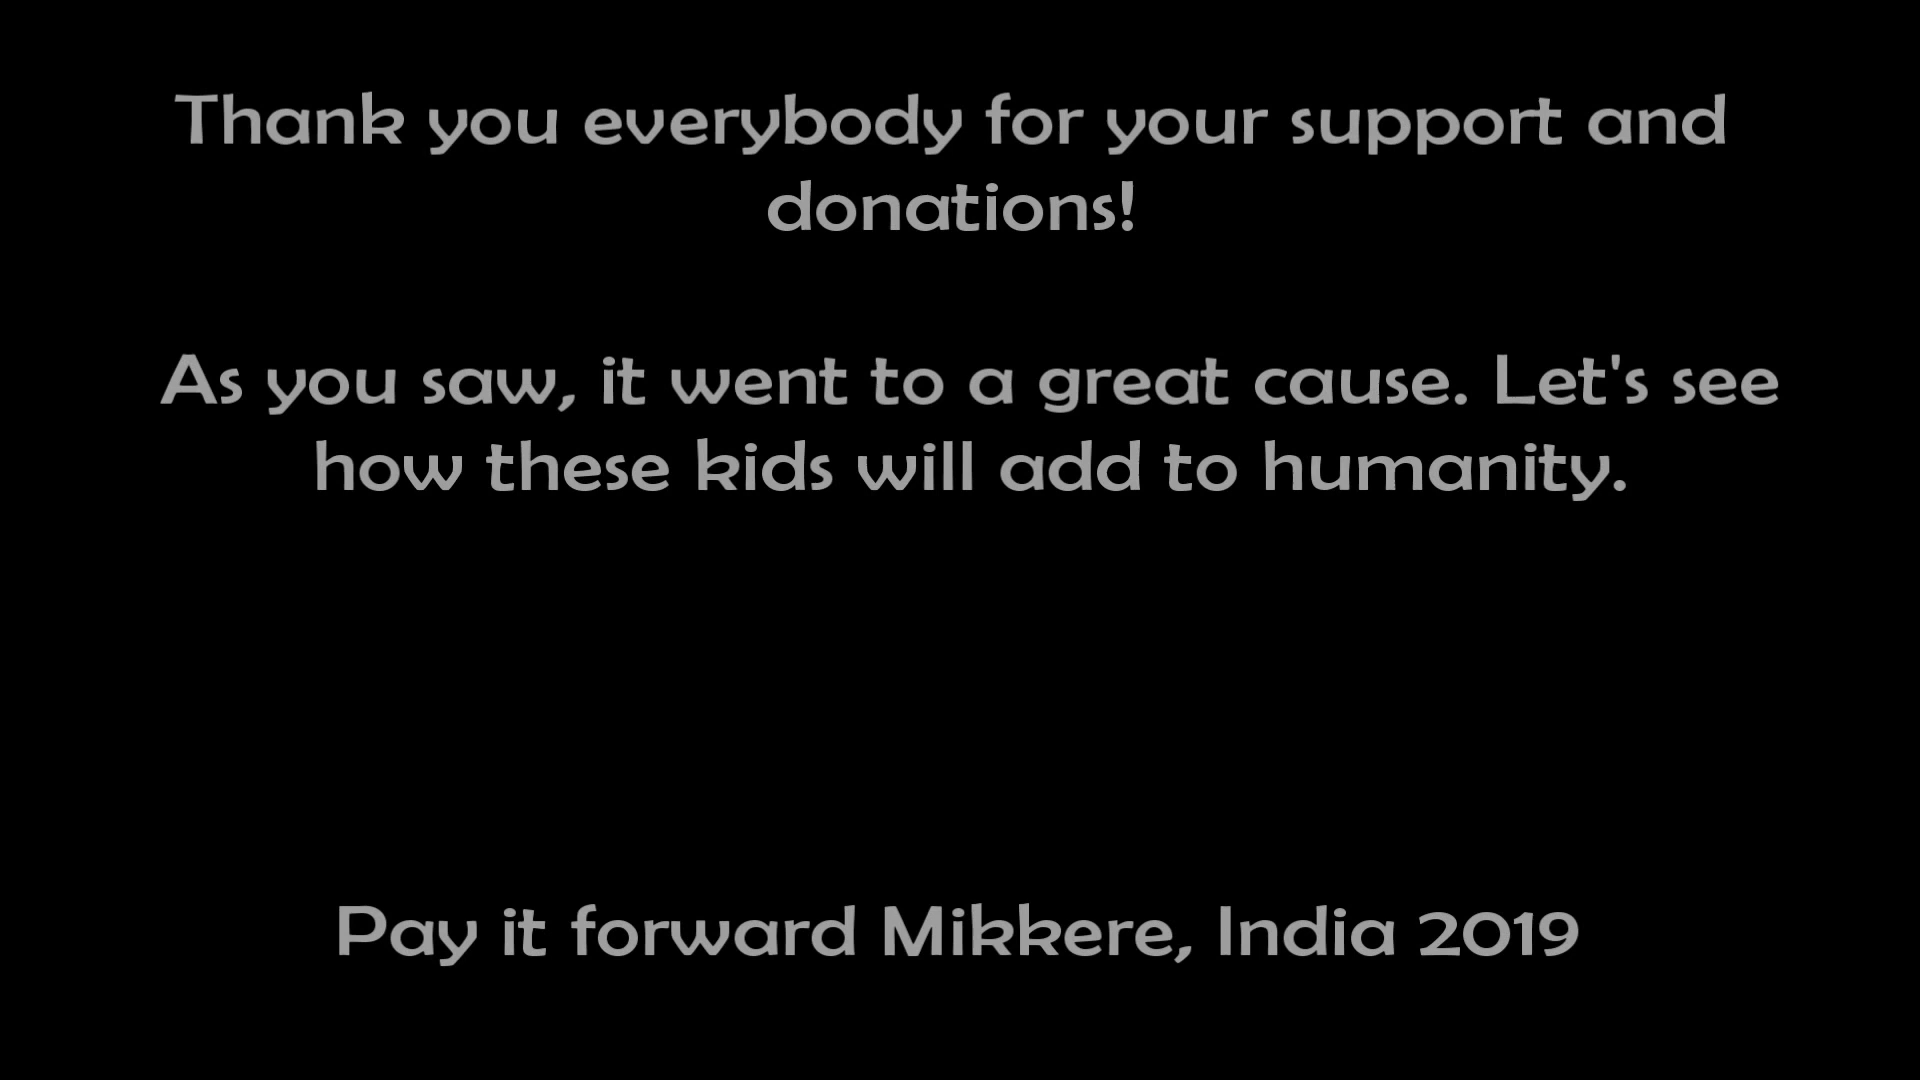 Thank you everybody for your support and
donations!
As you saw, it went to a great cause. Let's see
how these kids will add to humanity.
Pay it forward Mikkere, India 2019